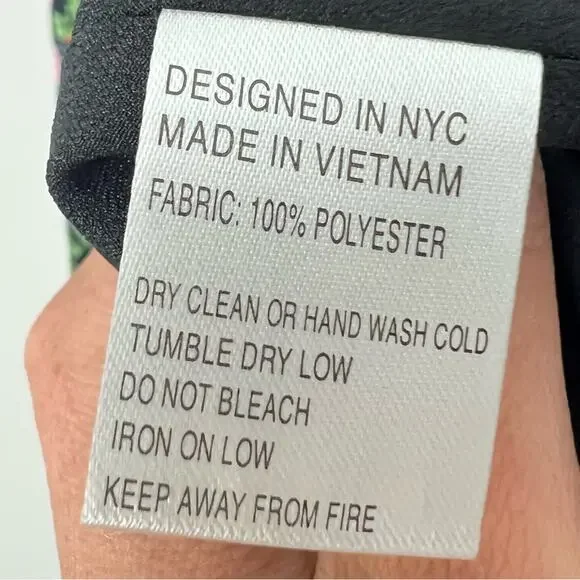 DESIGNED IN NYC
MADE IN VIETNAM
FABRIC: 100% POLYESTER
DRY CLEAN OR HAND WASH COLD
TUMBLE DRY LOW
DO NOT BLEACH
IRON ON LOW
KEEP AWAY FROM FIRE